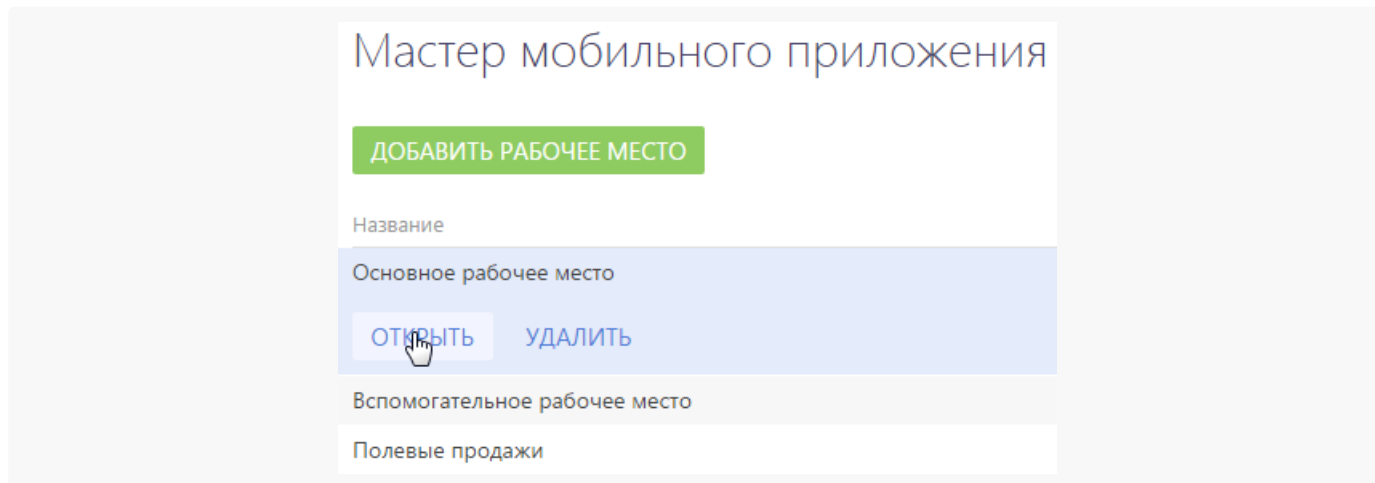 Мастер мобильного приложения
ДОБАВИТЬ РАБОЧЕЕ МЕСТО
Название
Основное рабочее место
ОТКРЫТЬ УДАЛИТЬ
Вспомогательное рабочее место
Полевые продажи